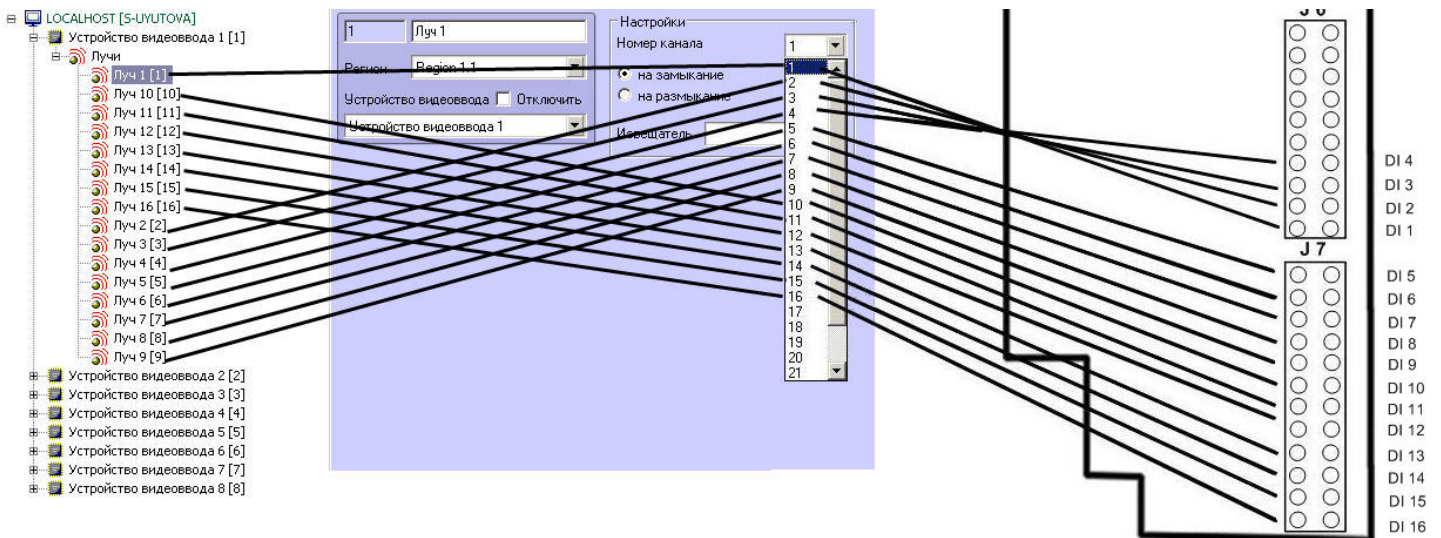 LOCALHOST [S-UYUTOVA]
Устройство видеоввода 1 [1]
Лучи
Луч 1 [1]
Луч 10 [10]
Луч 11 [11]
Луч 12 [12]
Луч 13 [13]
Луч 14 [14]
Луч 15 [15]
Луч 16 [16]
Луч 2 [2]
Луч 3 [3]
Луч 4 [4]
Луч 5 [5]
Луч 6 [6]
Луч 7 [7]
Луч 8 [8]
Луч 9 [9]
Устройство видеоввода 2 [2]
Устройство видеоввода 3 [3]
Устройство видеоввода 4 [4]
Устройство видеоввода 5 [5]
Устройство видеоввода 6 [6]
Устройство видеоввода 7 [7]
Устройство видеоввода 8 [8]
1 Луч 1
Регион Region 1.1
Устройство видеоввода Отключить
Устройство видеоввода 1
Настройки
Номер канала 1
на замыкание
на размыкание
Извещатель
1
2
3
4
5
6
7
8
9
10
11
12
13
14
15
16
17
18
19
20
21
J 6
DI 4
DI 3
DI 2
DI 1
J 7
DI 5
DI 6
DI 7
DI 8
DI 9
DI 10
DI 11
DI 12
DI 13
DI 14
DI 15
DI 16